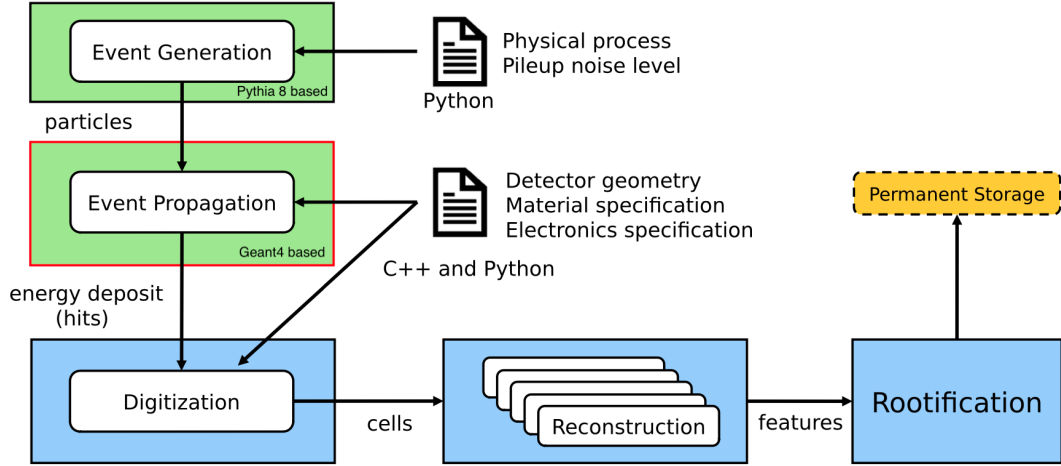 Event Generation
Pythia 8 based
Physical process
Pileup noise level
Python
particles
Event Propagation
Geant4 based
Detector geometry
Material specification
Electronics specification
C++ and Python
Permanent Storage
energy deposit
(hits)
Digitization
cells
Reconstruction
features
Rootification